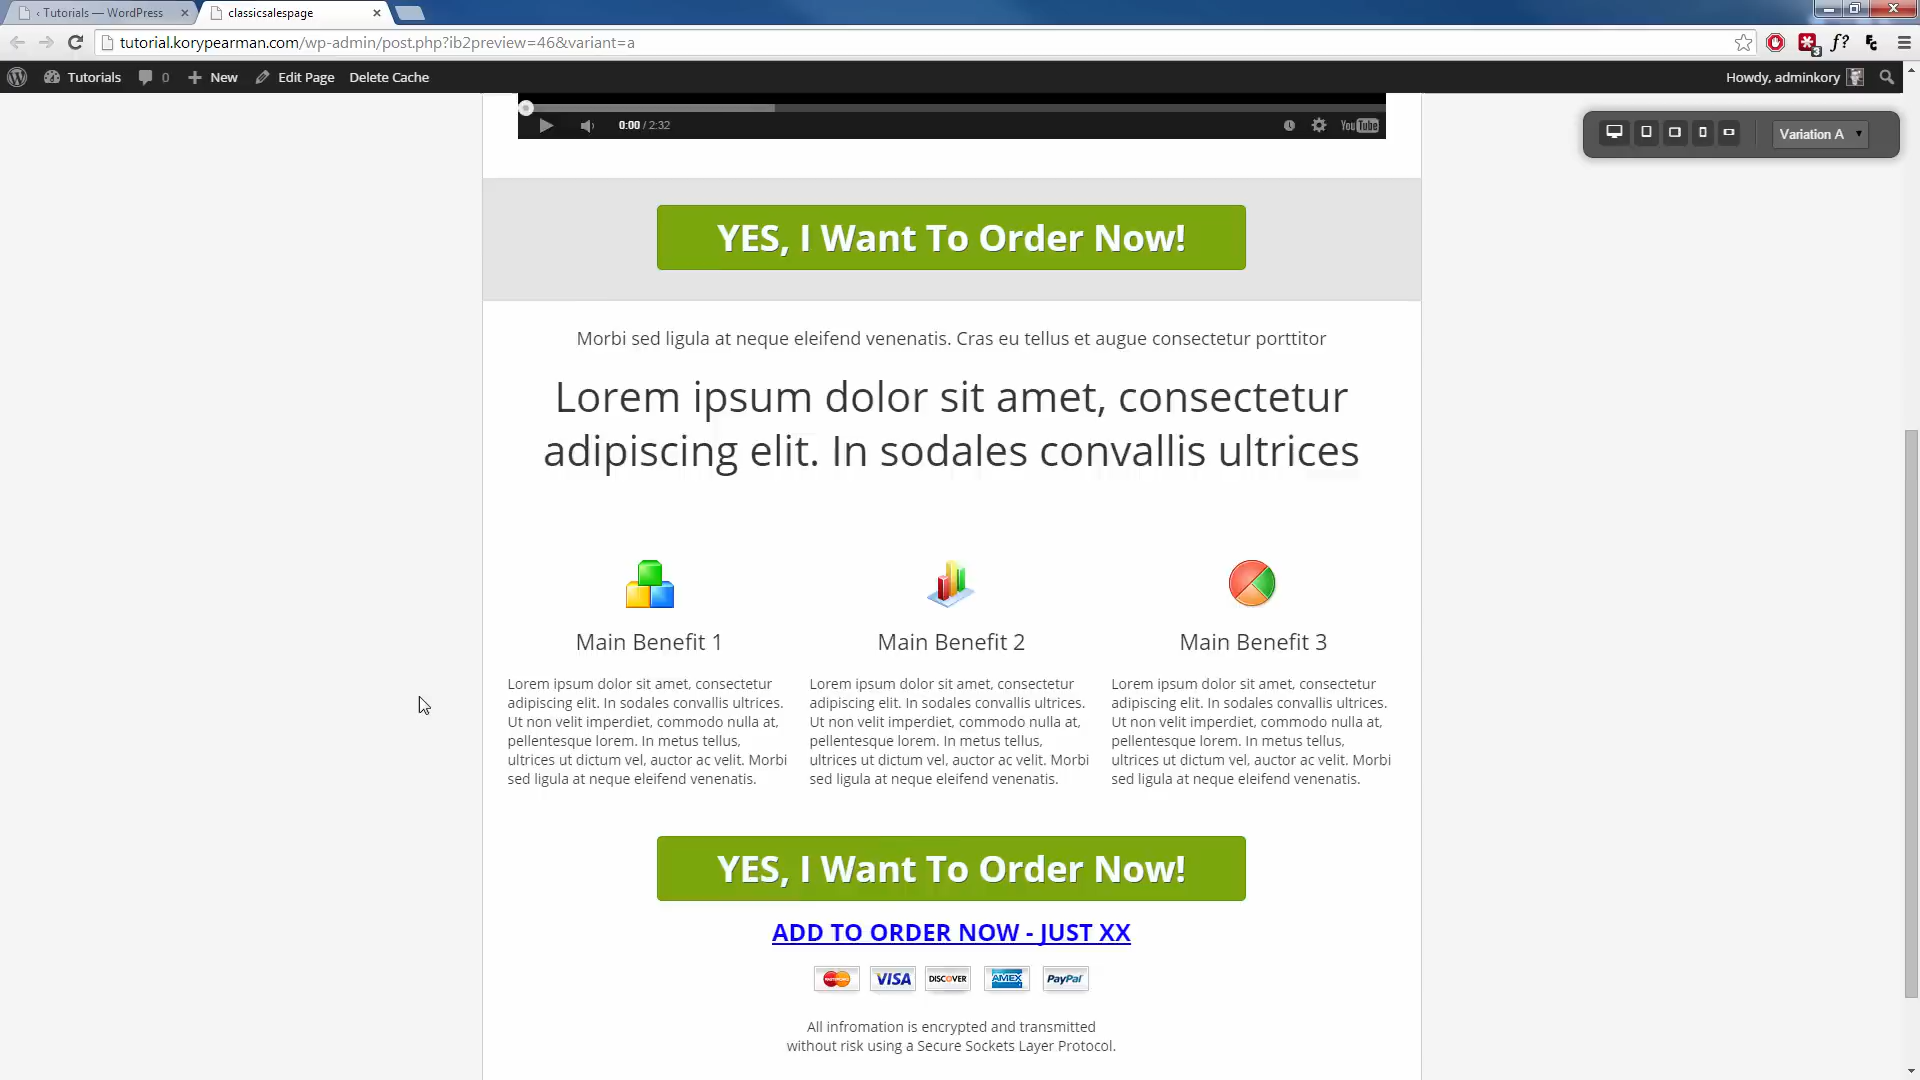 ‹ Tutorials — WordPress
classicsalespage
tutorial.korypearman.com/wp-admin/post.php?ib2preview=46&variant=a
f?
Tutorials
0
New
Edit Page
Delete Cache
Howdy, adminkory
0:00 / 2:32
YouTube
Variation A
YES, I Want To Order Now!
Morbi sed ligula at neque eleifend venenatis. Cras eu tellus et augue consectetur porttitor
Lorem ipsum dolor sit amet, consectetur
adipiscing elit. In sodales convallis ultrices
Main Benefit 1
Lorem ipsum dolor sit amet, consectetur
adipiscing elit. In sodales convallis ultrices.
Ut non velit imperdiet, commodo nulla at,
pellentesque lorem. In metus tellus,
ultrices ut dictum vel, auctor ac velit. Morbi
sed ligula at neque eleifend venenatis.
Main Benefit 2
Lorem ipsum dolor sit amet, consectetur
adipiscing elit. In sodales convallis ultrices.
Ut non velit imperdiet, commodo nulla at,
pellentesque lorem. In metus tellus,
ultrices ut dictum vel, auctor ac velit. Morbi
sed ligula at neque eleifend venenatis.
Main Benefit 3
Lorem ipsum dolor sit amet, consectetur
adipiscing elit. In sodales convallis ultrices.
Ut non velit imperdiet, commodo nulla at,
pellentesque lorem. In metus tellus,
ultrices ut dictum vel, auctor ac velit. Morbi
sed ligula at neque eleifend venenatis.
YES, I Want To Order Now!
ADD TO ORDER NOW - JUST XX
MasterCard VISA DISCOVER AMEX PayPal
All infromation is encrypted and transmitted
without risk using a Secure Sockets Layer Protocol.